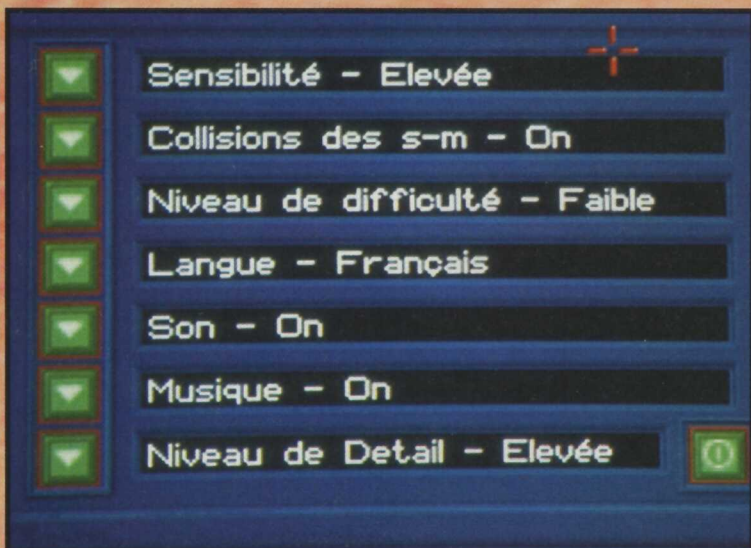 Sensibilité - Elevée
Collisions des s-m - On
Niveau de difficulté - Faible
Langue - Français
Son - On
Musique - On
Niveau de Detail - Elevée